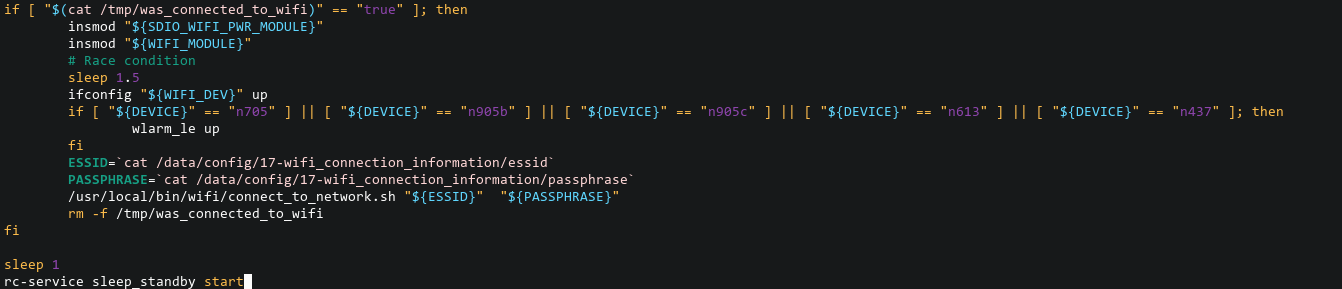 if [ "$(cat /tmp/was_connected_to_wifi)" == "true" ]; then
        insmod "${SDIO_WIFI_PWR_MODULE}"
        insmod "${WIFI_MODULE}"
        # Race condition
        sleep 1.5
        ifconfig "${WIFI_DEV}" up
        if [ "${DEVICE}" == "n705" ] || [ "${DEVICE}" == "n905b" ] || [ "${DEVICE}" == "n905c" ] || [ "${DEVICE}" == "n613" ] || [ "${DEVICE}" == "n437" ]; then
                wlarm_le up
        fi
        ESSID=`cat /data/config/17-wifi_connection_information/essid`
        PASSPHRASE=`cat /data/config/17-wifi_connection_information/passphrase`
        /usr/local/bin/wifi/connect_to_network.sh "${ESSID}"  "${PASSPHRASE}"
        rm -f /tmp/was_connected_to_wifi
fi

sleep 1
rc-service sleep_standby start